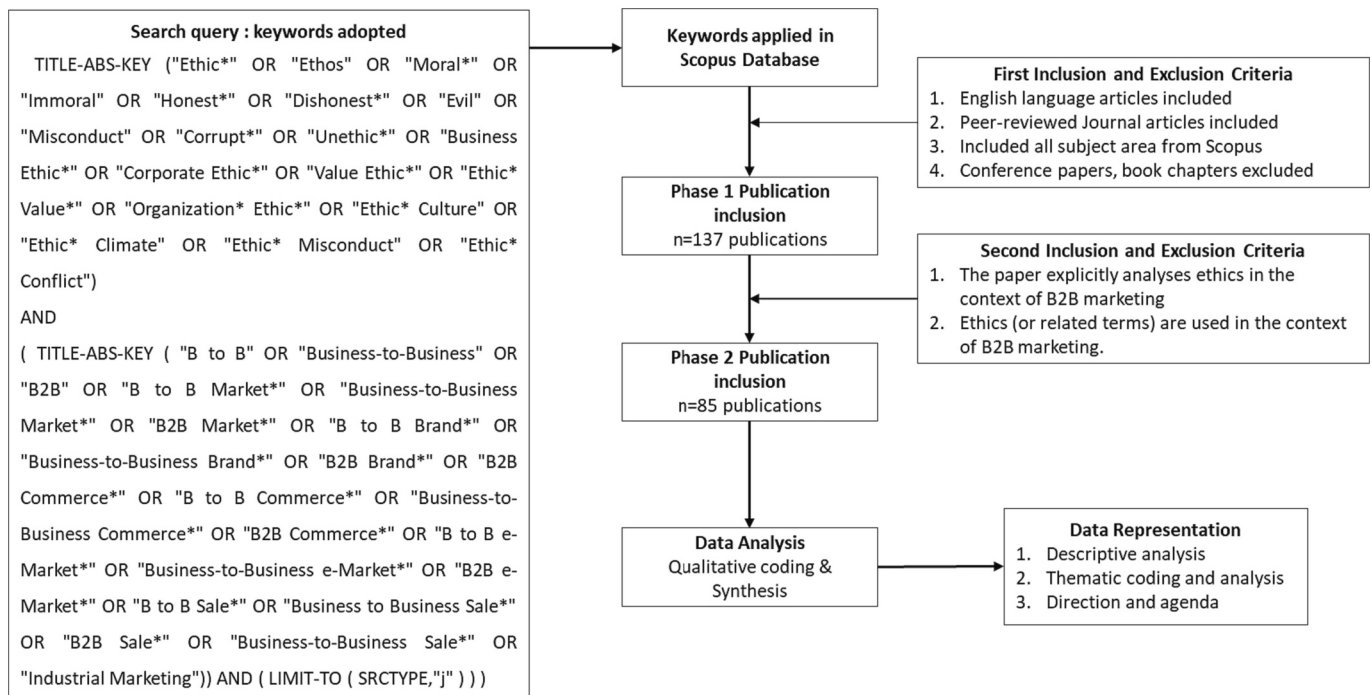 Search query : keywords adopted
TITLE-ABS-KEY ("Ethic*" OR "Ethos" OR "Moral*" OR
"Immoral" OR "Honest*" OR "Dishonest*" OR "Evil" OR
"Misconduct" OR "Corrupt*" OR "Unethic*" OR "Business
Ethic*" OR "Corporate Ethic*" OR "Value Ethic*" OR "Ethic*
Value*" OR "Organization* Ethic*" OR "Ethic* Culture" OR
"Ethic* Climate" OR "Ethic* Misconduct" OR "Ethic*
Conflict")
AND
( TITLE-ABS-KEY ( "B to B" OR "Business-to-Business" OR
"B2B" OR "B to B Market*" OR "Business-to-Business
Market*" OR "B2B Market*" OR "B to B Brand*" OR
"Business-to-Business Brand*" OR "B2B Brand*" OR "B2B
Commerce*" OR "B to B Commerce*" OR "Business-to-
Business Commerce*" OR "B2B Commerce*" OR "B to B e-
Market*" OR "Business-to-Business e-Market*" OR "B2B e-
Market*" OR "B to B Sale*" OR "Business to Business Sale*"
OR "B2B Sale*" OR "Business-to-Business Sale*" OR
"Industrial Marketing")) AND ( LIMIT-TO ( SRCTYPE,"j" ) ) )
Keywords applied in
Scopus Database
First Inclusion and Exclusion Criteria
1. English language articles included
2. Peer-reviewed Journal articles included
3. Included all subject area from Scopus
4. Conference papers, book chapters excluded
Phase 1 Publication
inclusion
n=137 publications
Second Inclusion and Exclusion Criteria
1. The paper explicitly analyses ethics in the
context of B2B marketing
2. Ethics (or related terms) are used in the context
of B2B marketing.
Phase 2 Publication
inclusion
n=85 publications
Data Analysis
Qualitative coding &
Synthesis
Data Representation
1. Descriptive analysis
2. Thematic coding and analysis
3. Direction and agenda